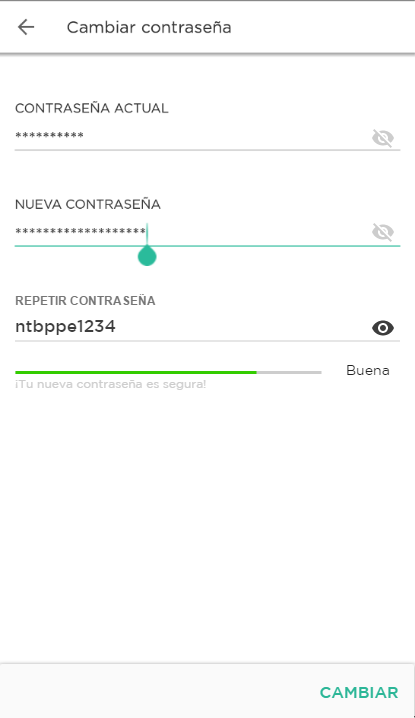 Cambiar contraseña
CONTRASEÑA ACTUAL
**********
NUEVA CONTRASEÑA
*******************
REPETIR CONTRASEÑA
ntbppe1234
Buena
¡Tu nueva contraseña es segura!
CAMBIAR